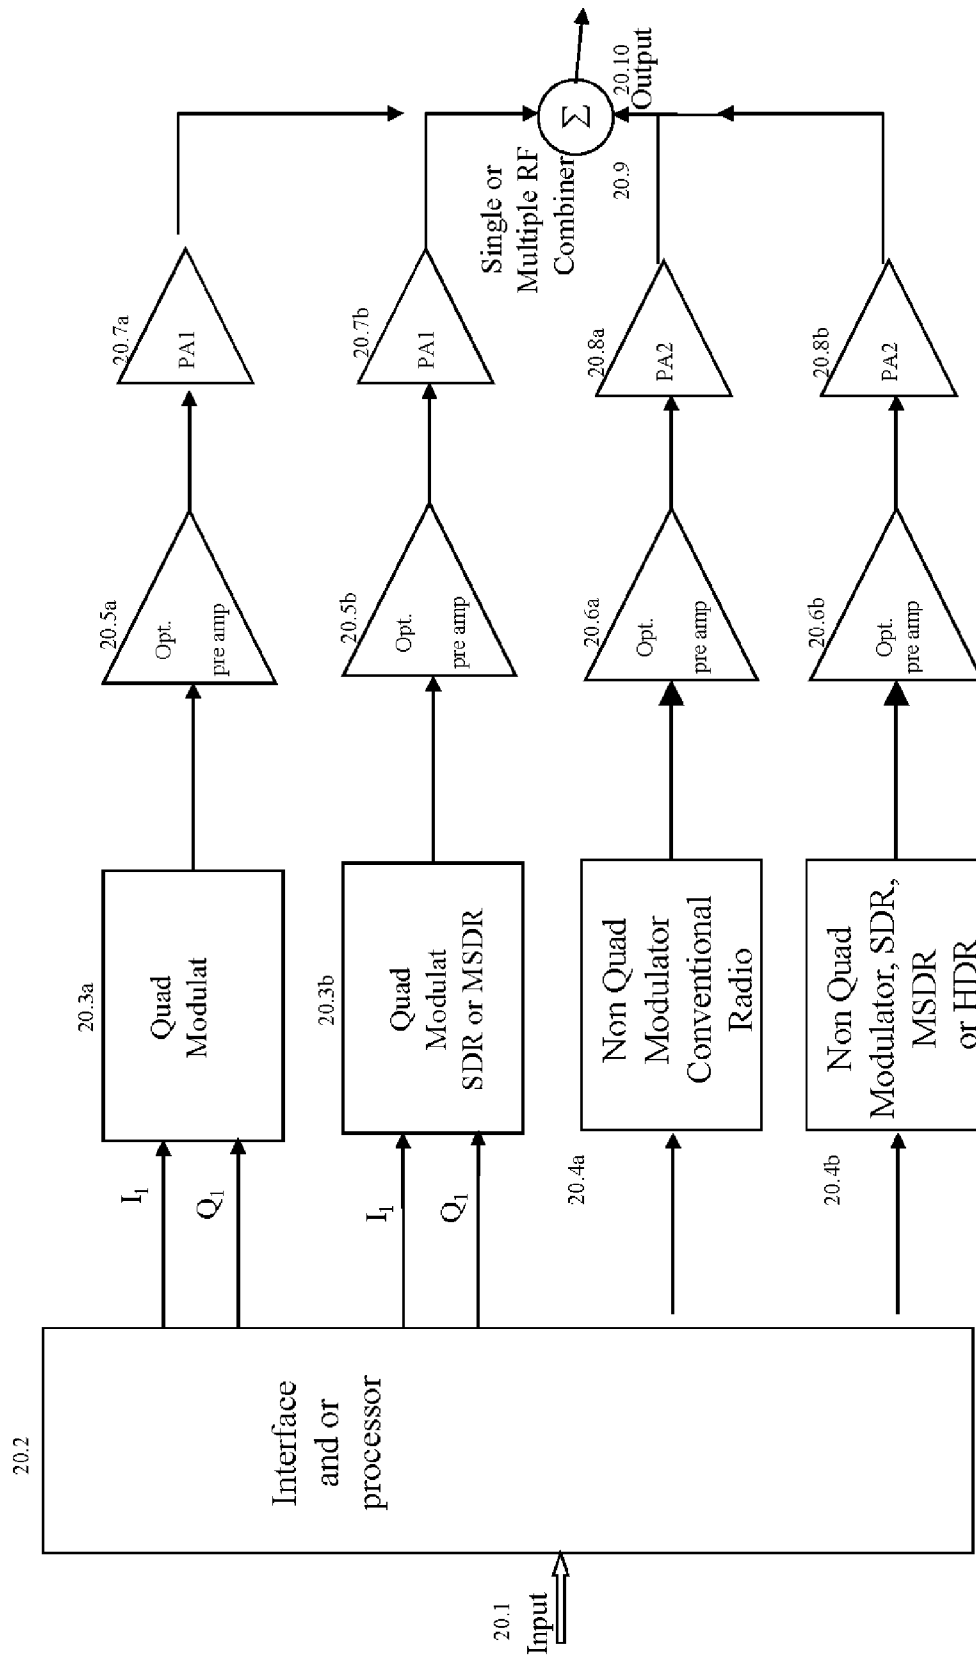 20.1
Input
20.2
Interface
and or
processor
I1
Q1
I1
Q1
20.3a
Quad
Modulat
20.3b
Quad
Modulat
SDR or MSDR
20.4a
Non Quad
Modulator
Conventional
Radio
20.4b
Non Quad
Modulator, SDR,
MSDR
or HDR
20.5a
Opt.
pre amp
20.5b
Opt.
pre amp
20.6a
Opt.
pre amp
20.6b
Opt.
pre amp
20.7a
PA1
20.7b
PA1
20.8a
PA2
20.8b
PA2
Single or
Multiple RF
Combiner
20.9
Σ
20.10
Output